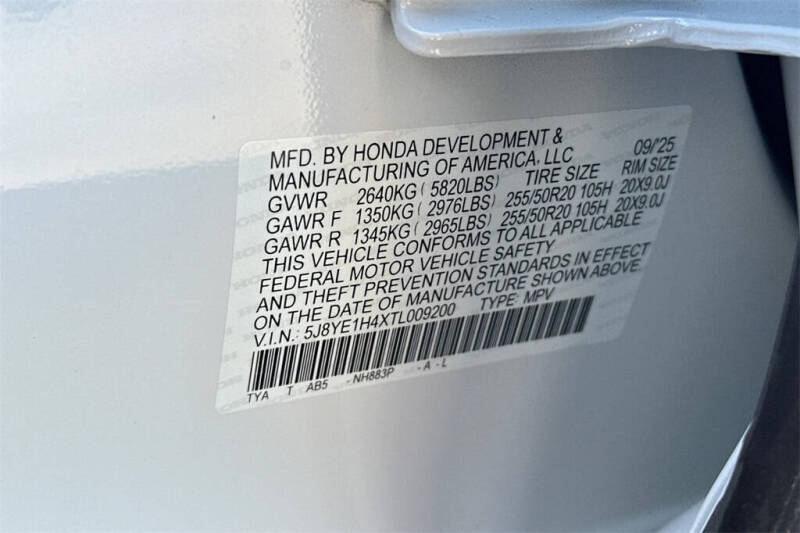 MFD. BY HONDA DEVELOPMENT & MANUFACTURING OF AMERICA, LLC 09/'25
GVWR 2640KG ( 5820LBS) TIRE SIZE RIM SIZE
GAWR F 1350KG ( 2976LBS) 255/50R20 105H 20X9.0J
GAWR R 1345KG ( 2965LBS) 255/50R20 105H 20X9.0J
THIS VEHICLE CONFORMS TO ALL APPLICABLE
FEDERAL MOTOR VEHICLE SAFETY
AND THEFT PREVENTION STANDARDS IN EFFECT
ON THE DATE OF MANUFACTURE SHOWN ABOVE.
V.I.N.: 5J8YE1H4XTL009200 TYPE: MPV
TYA T AB5 -NH883P -A-L